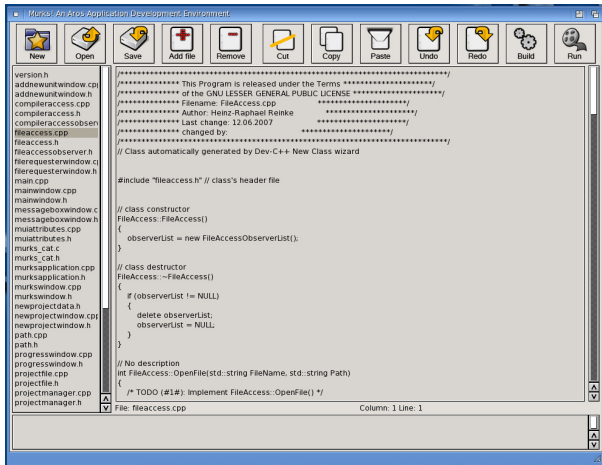 Murks! An Aros Application Development Environment
New Open Save Add file Remove Cut Copy Paste Undo Redo Build Run
version.h
addnewunitwindow.cpp
addnewunitwindow.h
compileraccess.cpp
compileraccess.h
compileraccessobserv
fileaccess.cpp
fileaccess.h
fileaccessobserver.h
filerequesterwindow.c
filerequesterwindow.h
main.cpp
mainwindow.cpp
mainwindow.h
messageboxwindow.c
messageboxwindow.h
muiattributes.cpp
muiattributes.h
murks_cat.c
murks_cat.h
murksapplication.cpp
murksapplication.h
murkswindow.cpp
murkswindow.h
newprojectdata.h
newprojectwindow.cpp
newprojectwindow.h
path.cpp
path.h
progresswindow.cpp
progresswindow.h
projectfile.cpp
projectfile.h
projectmanager.cpp
projectmanager.h
/******************************************************************************/
/*************** This Program is released under the Terms **********************/
/*************** of the GNU LESSER GENERAL PUBLIC LICENSE **********************/
/*************** Filename: FileAccess.cpp **********************/
/*************** Author: Heinz-Raphael Reinke **********************/
/*************** Last change: 12.06.2007 **********************/
/*************** changed by: **********************/
/******************************************************************************/
// Class automatically generated by Dev-C++ New Class wizard
#include "fileaccess.h" // class's header file
// class constructor
FileAccess::FileAccess()
{
observerList = new FileAccessObserverList();
}
// class destructor
FileAccess::~FileAccess()
{
if (observerList != NULL)
{
delete observerList;
observerList = NULL;
}
}
// No description
int FileAccess::OpenFile(std::string FileName, std::string Path)
{
/* TODO (#1#): Implement FileAccess::OpenFile() */
File: fileaccess.cpp Column: 1 Line: 1